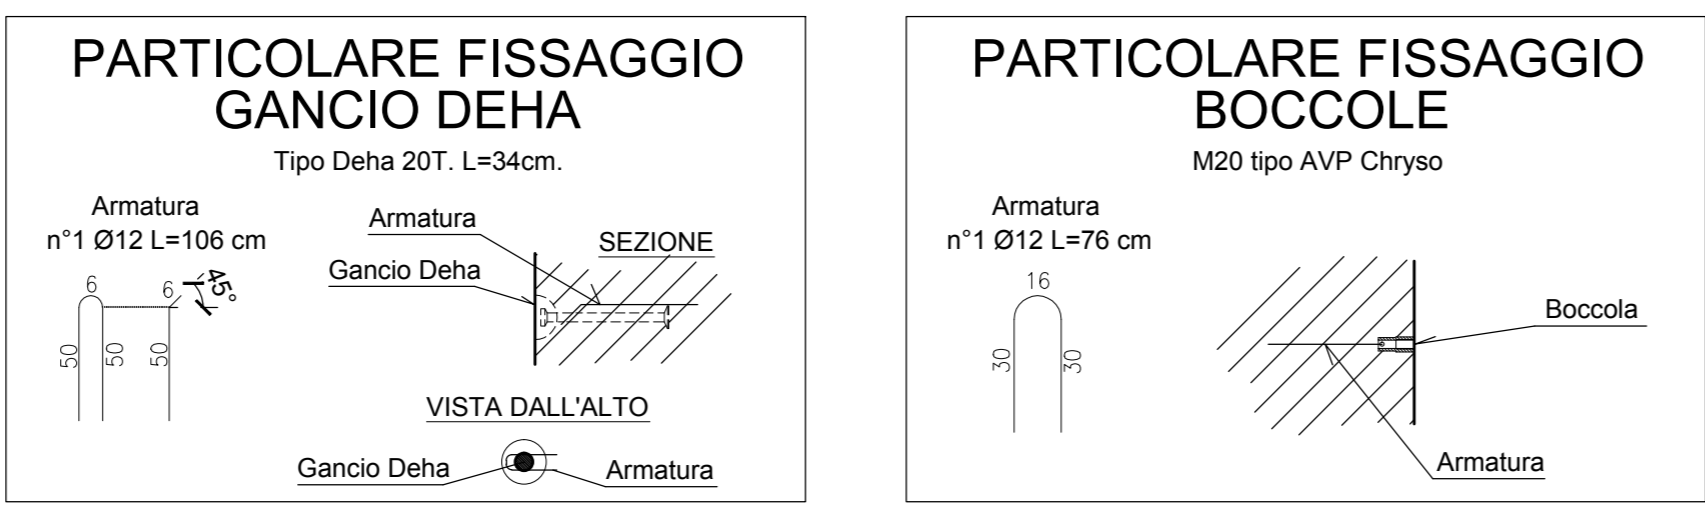 PARTICOLARE FISSAGGIO
GANCIO DEHA
Tipo Deha 20T. L=34cm.
Armatura
n°1 Ø12 L=106 cm
6
6
45°
50
50
50
Armatura
SEZIONE
Gancio Deha
VISTA DALL'ALTO
Gancio Deha
Armatura
PARTICOLARE FISSAGGIO
BOCCOLE
M20 tipo AVP Chryso
Armatura
n°1 Ø12 L=76 cm
16
30
30
Boccola
Armatura